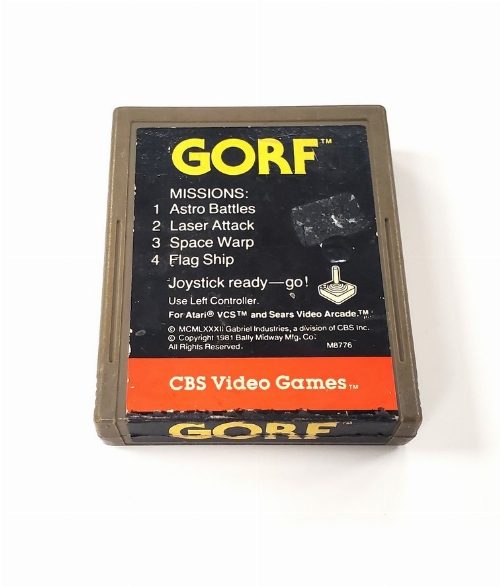 GORF™
MISSIONS:
1 Astro Battles
2 Laser Attack
3 Space Warp
4 Flag Ship
Joystick ready—go!
Use Left Controller.
For Atari® VCS™ and Sears Video Arcade.™
© MCMLXXXII Gabriel Industries, a division of CBS Inc.
© Copyright 1981 Bally Midway Mfg. Co.
All Rights Reserved. M8776
CBS Video Games™
GORF™